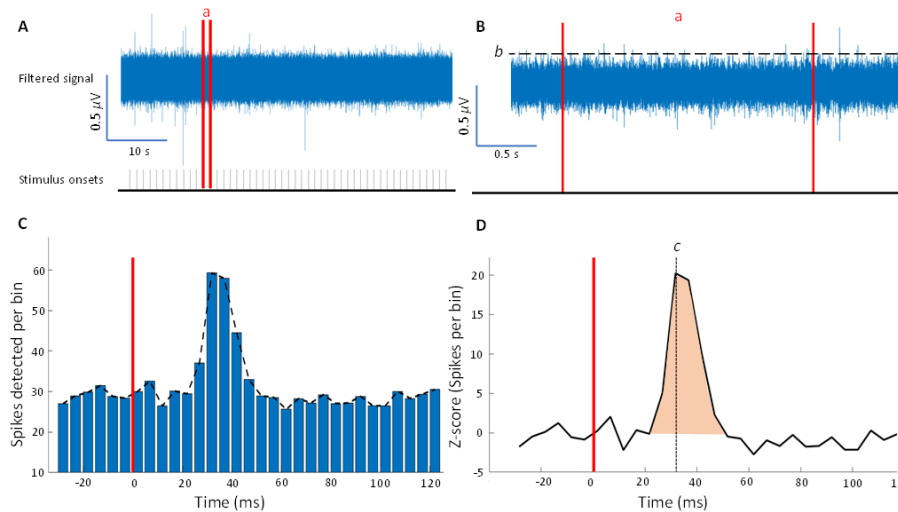 A
a
Filtered signal
0.5 µV
10 s
Stimulus onsets
B
a
b
0.5 µV
0.5 s
C
Spikes detected per bin
60
50
40
30
20
10
-20
0
20
40
60
80
100
120
Time (ms)
D
c
Z-score (Spikes per bin)
20
15
10
5
0
-5
-20
0
20
40
60
80
100
Time (ms)